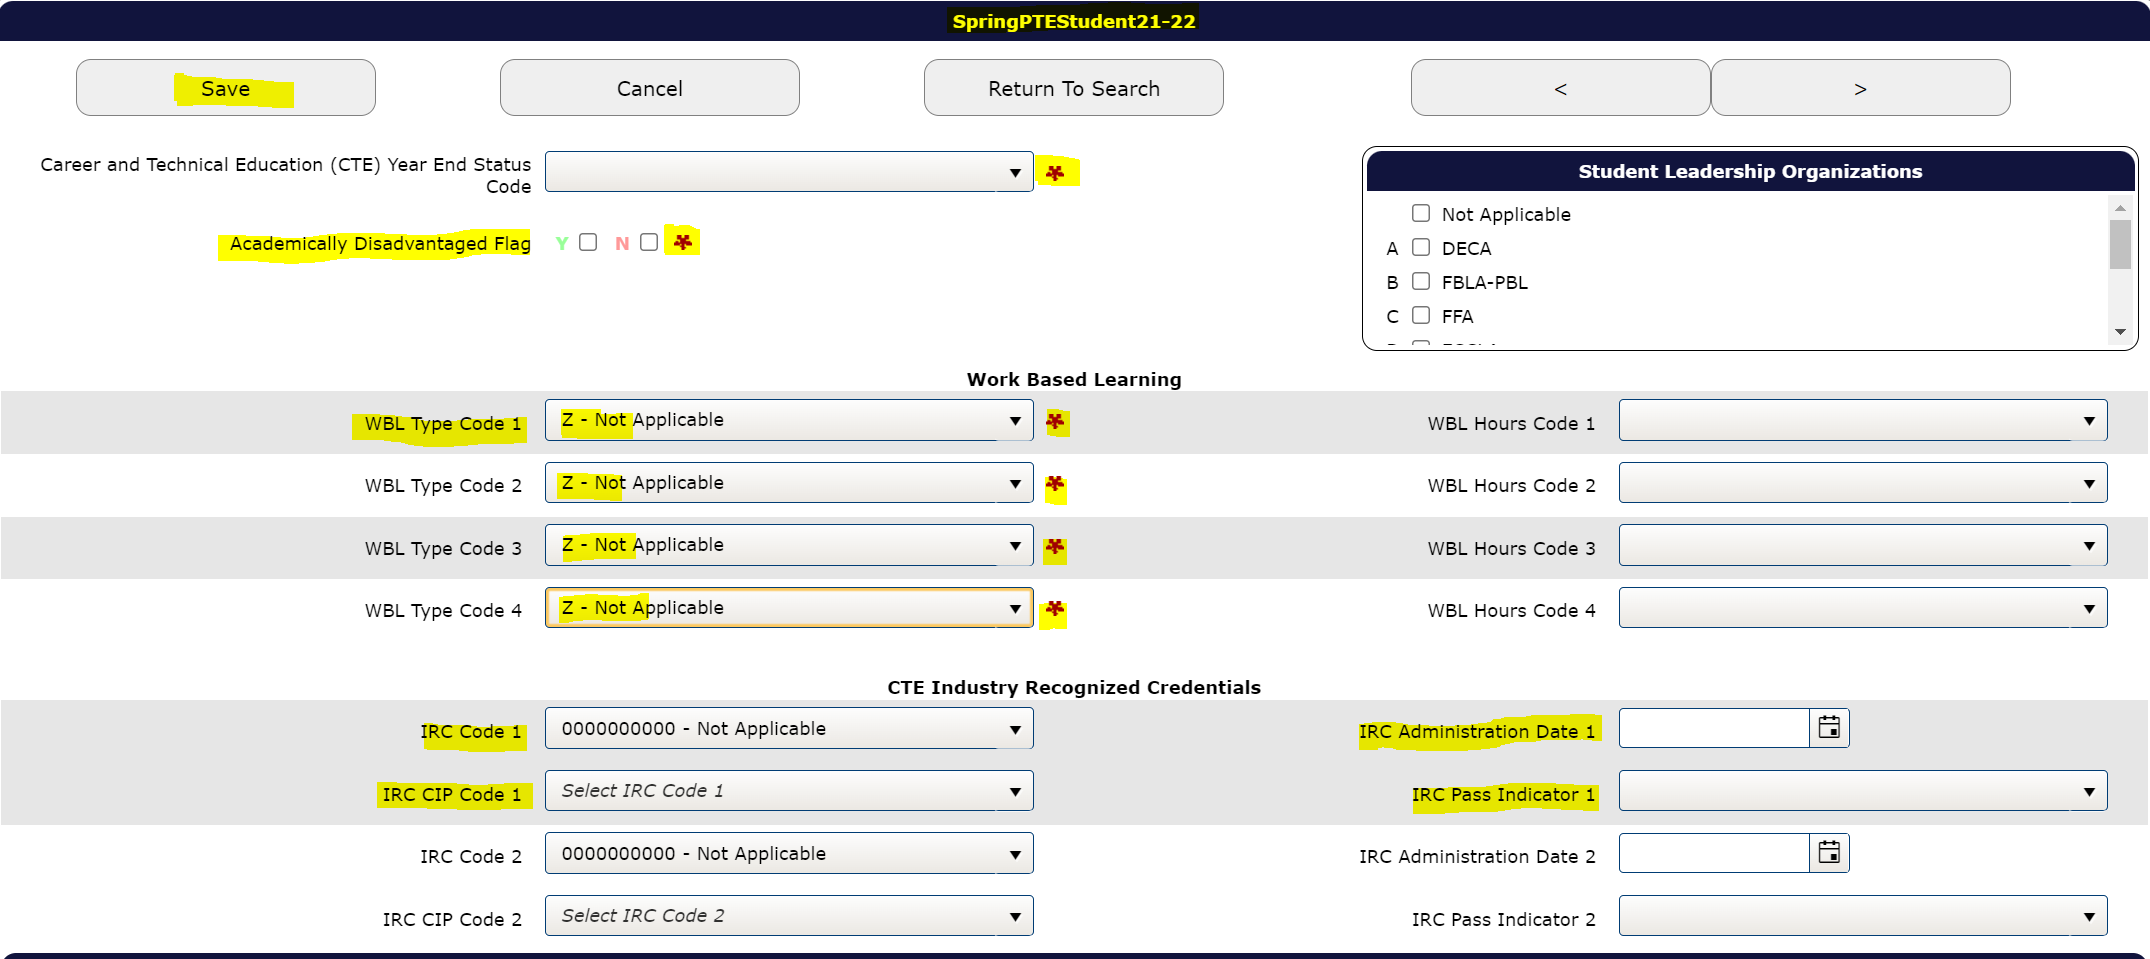 SpringPTEStudent21-22
Save Cancel Return To Search < >
Career and Technical Education (CTE) Year End Status
Code
*
Academically Disadvantaged Flag Y N *
Student Leadership Organizations
Not Applicable
A DECA
B FBLA-PBL
C FFA
Work Based Learning
WBL Type Code 1 Z - Not Applicable * WBL Hours Code 1
WBL Type Code 2 Z - Not Applicable * WBL Hours Code 2
WBL Type Code 3 Z - Not Applicable * WBL Hours Code 3
WBL Type Code 4 Z - Not Applicable * WBL Hours Code 4
CTE Industry Recognized Credentials
IRC Code 1 0000000000 - Not Applicable IRC Administration Date 1
IRC CIP Code 1 Select IRC Code 1 IRC Pass Indicator 1
IRC Code 2 0000000000 - Not Applicable IRC Administration Date 2
IRC CIP Code 2 Select IRC Code 2 IRC Pass Indicator 2